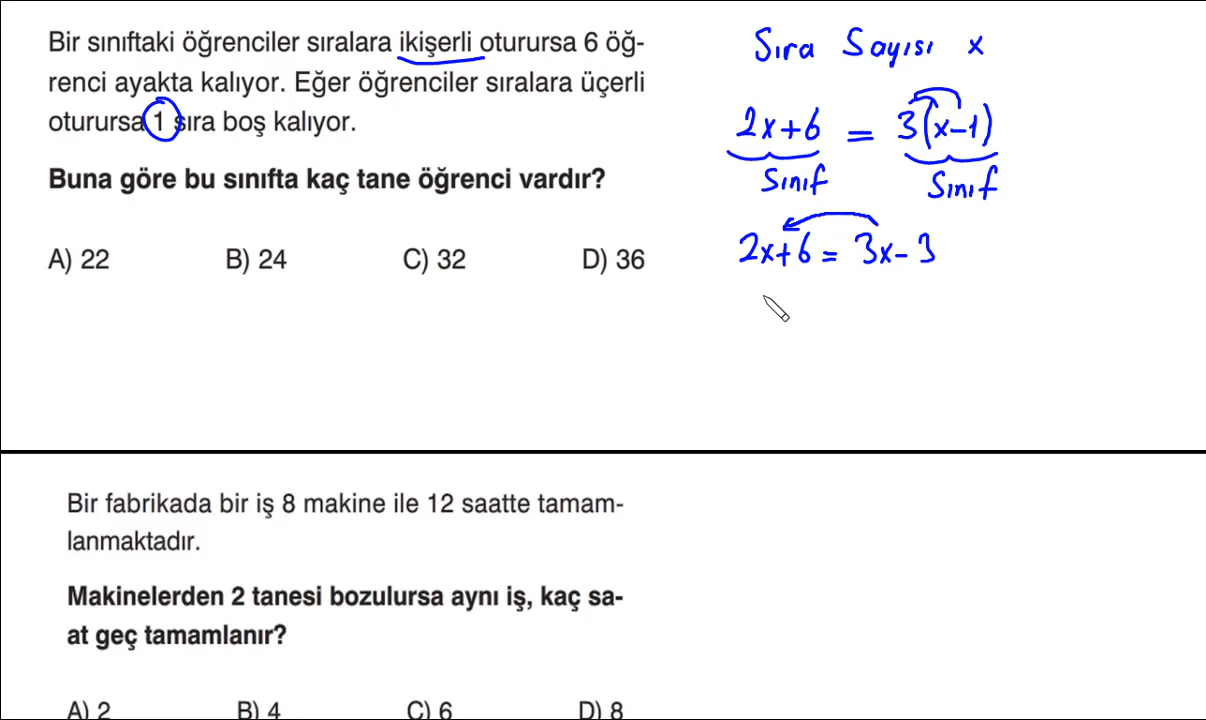 Bir sınıftaki öğrenciler sıralara ikişerli oturursa 6 öğ-
renci ayakta kalıyor. Eğer öğrenciler sıralara üçerli
oturursa 1 sıra boş kalıyor.
Buna göre bu sınıfta kaç tane öğrenci vardır?
A) 22 B) 24 C) 32 D) 36
Sıra Sayısı x
2x+6 = 3(x-1)
Sınıf Sınıf
2x+6 = 3x-3
Bir fabrikada bir iş 8 makine ile 12 saatte tamam-
lanmaktadır.
Makinelerden 2 tanesi bozulursa aynı iş, kaç sa-
at geç tamamlanır?
A) 2 B) 4 C) 6 D) 8